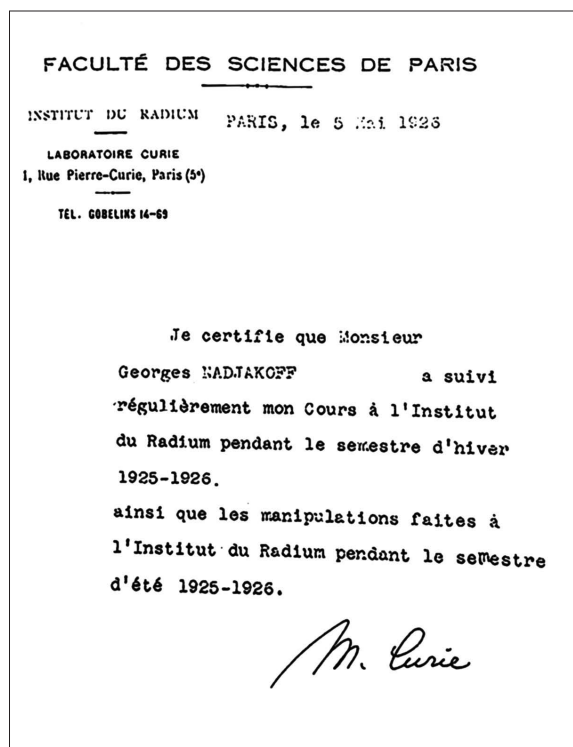 FACULTÉ DES SCIENCES DE PARIS
INSTITUT DU RADIUM
PARIS, le 5 Mai 1926
LABORATOIRE CURIE
1, Rue Pierre-Curie, Paris (5e)
TÉL. GOBELINS 14-69
Je certifie que Monsieur
Georges NADJAKOFF a suivi
régulièrement mon Cours à l'Institut
du Radium pendant le semestre d'hiver
1925-1926.
ainsi que les manipulations faites à
l'Institut du Radium pendant le semestre
d'été 1925-1926.
M. Curie